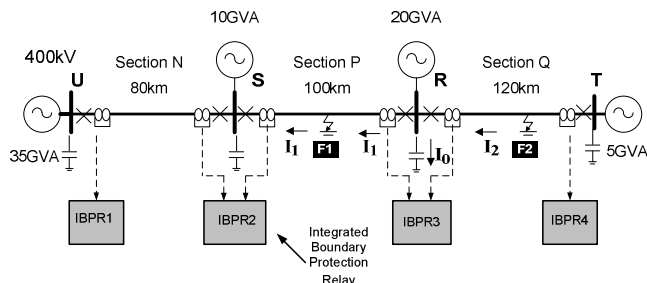 10GVA
20GVA
400kV
U
Section N
80km
S
Section P
100km
R
Section Q
120km
T
35GVA
I1
F1
I1
I0
I2
F2
5GVA
IBPR1
IBPR2
IBPR3
IBPR4
Integrated
Boundary
Protection
Relay